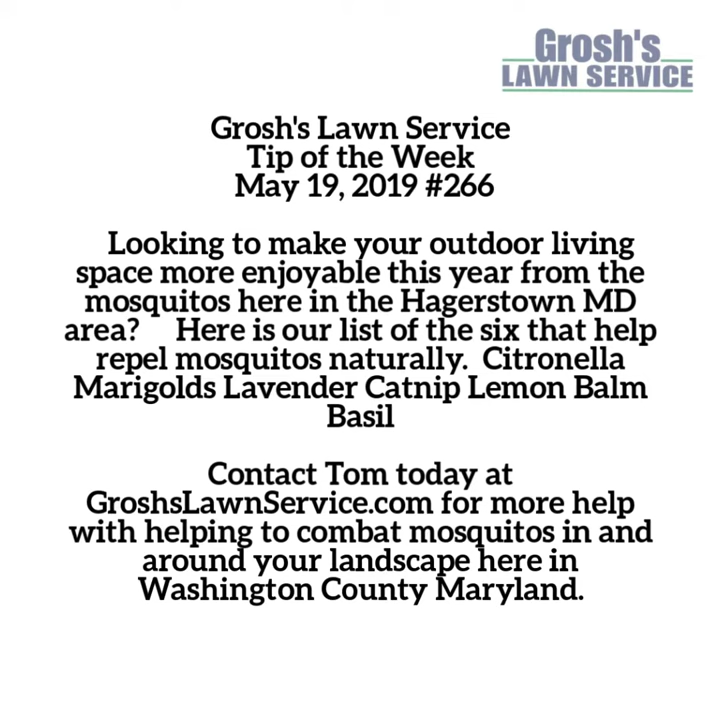 Grosh's
LAWN SERVICE
Grosh's Lawn Service
Tip of the Week
May 19, 2019 #266
Looking to make your outdoor living
space more enjoyable this year from the
mosquitos here in the Hagerstown MD
area? Here is our list of the six that help
repel mosquitos naturally. Citronella
Marigolds Lavender Catnip Lemon Balm
Basil
Contact Tom today at
GroshsLawnService.com for more help
with helping to combat mosquitos in and
around your landscape here in
Washington County Maryland.